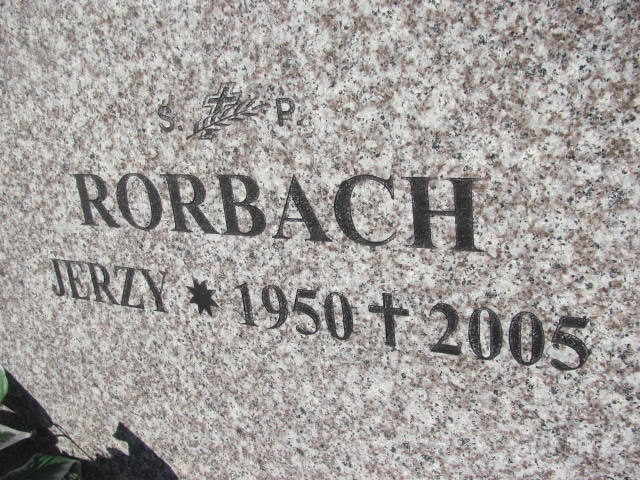 S. P.
RORBACH
JERZY * 1950 † 2005